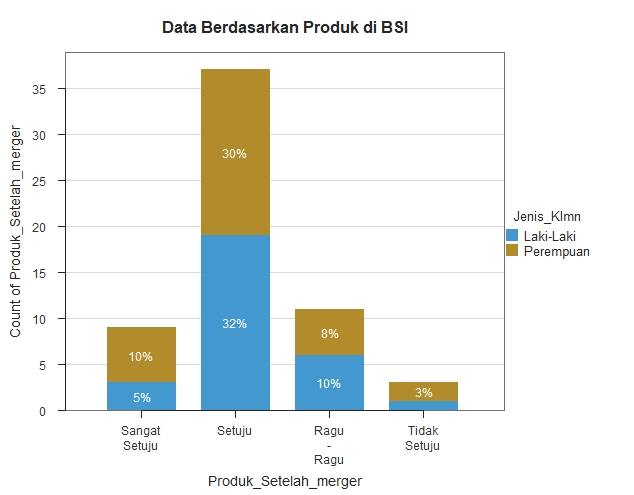 Data Berdasarkan Produk di BSI
Count of Produk_Setelah_merger
35
30
25
20
15
10
5
0
30%
32%
10%
5%
8%
10%
3%
Sangat
Setuju
Setuju
Ragu
-
Ragu
Tidak
Setuju
Produk_Setelah_merger
Jenis_Klmn
Laki-Laki
Perempuan